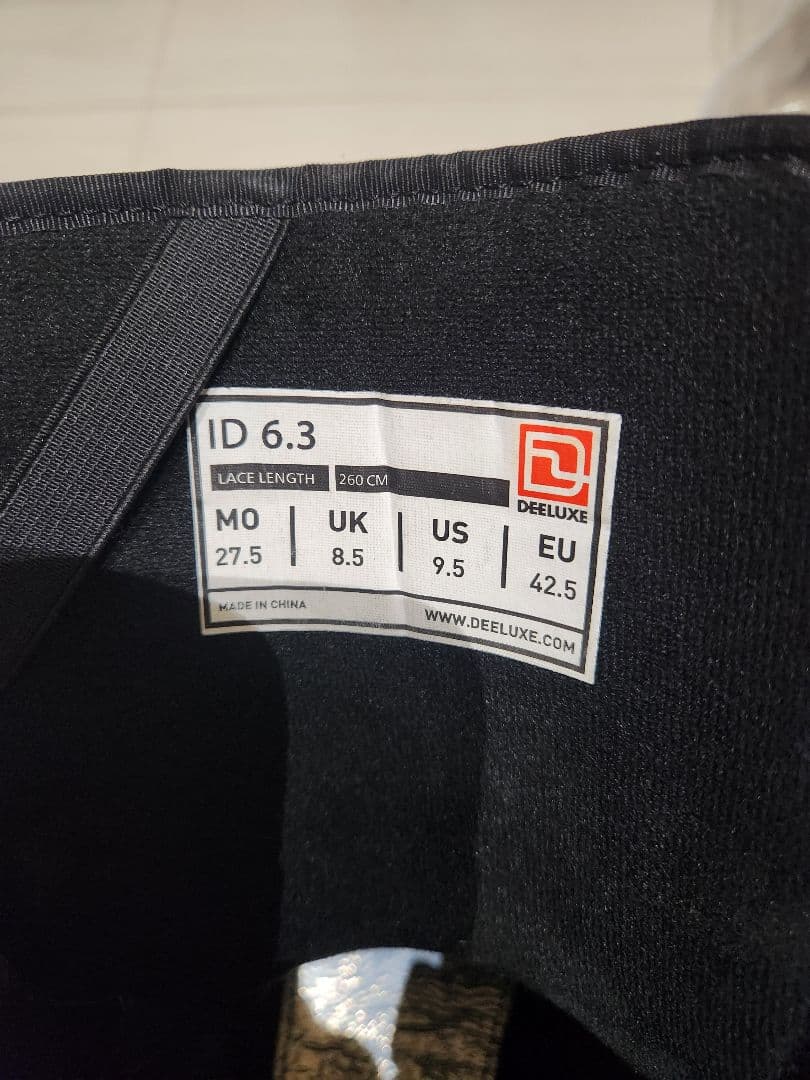 ID 6.3
LACE LENGTH 260 CM
DEELUXE
MO UK US EU
27.5 8.5 9.5 42.5
MADE IN CHINA
WWW.DEELUXE.COM